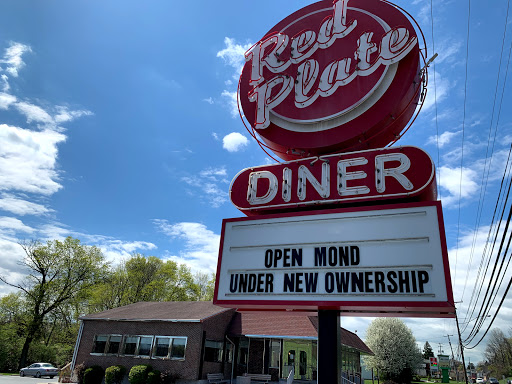 Red
Plate
DINER
OPEN MOND
UNDER NEW OWNERSHIP